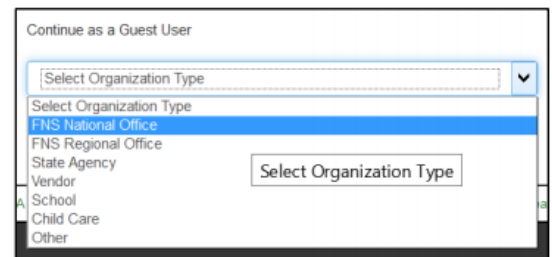 Continue as a Guest User
Select Organization Type
Select Organization Type
FNS National Office
FNS Regional Office
State Agency
Vendor
Select Organization Type
School
Child Care
Other